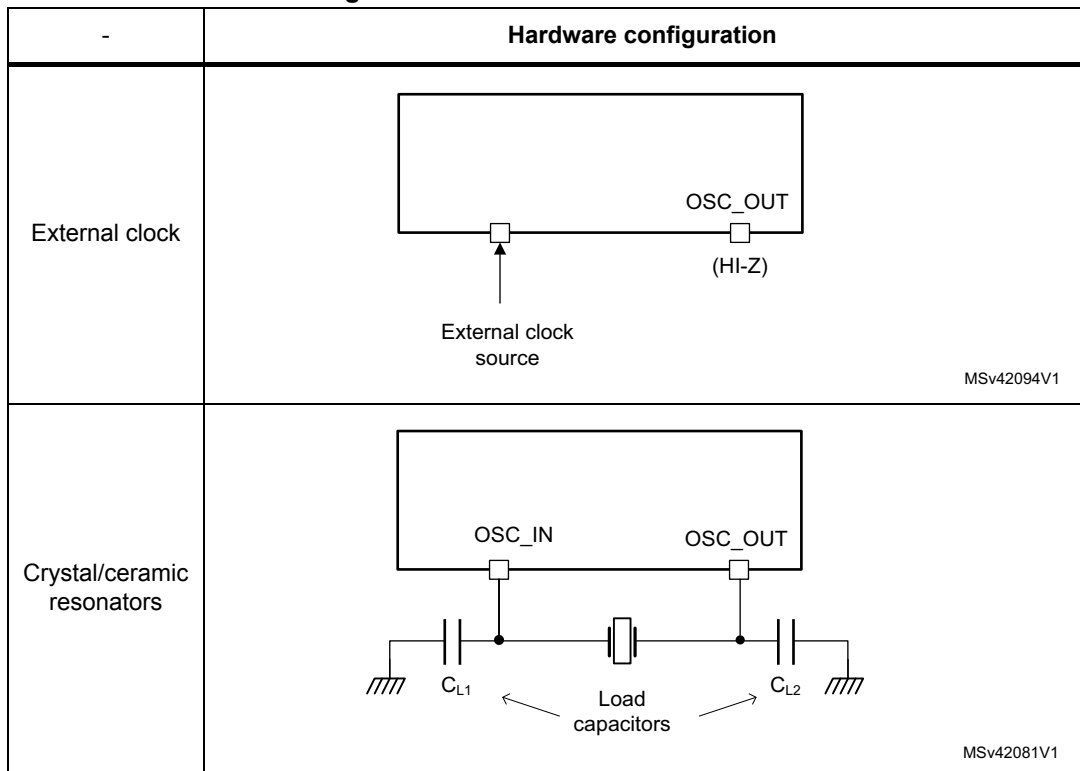 -
Hardware configuration
External clock
OSC_OUT
(HI-Z)
External clock
source
MSv42094V1
Crystal/ceramic
resonators
OSC_IN
OSC_OUT
CL1
Load
capacitors
CL2
MSv42081V1